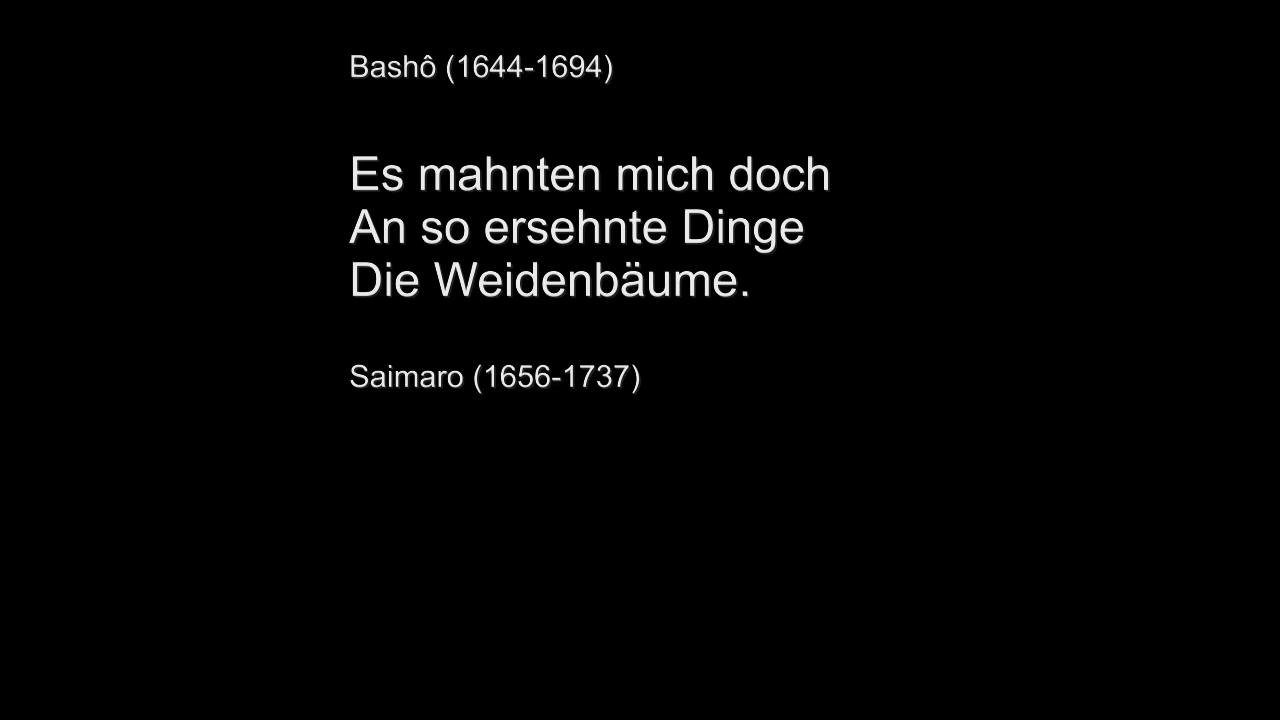 Bashô (1644-1694)
Es mahnten mich doch
An so ersehnte Dinge
Die Weidenbäume.
Saimaro (1656-1737)